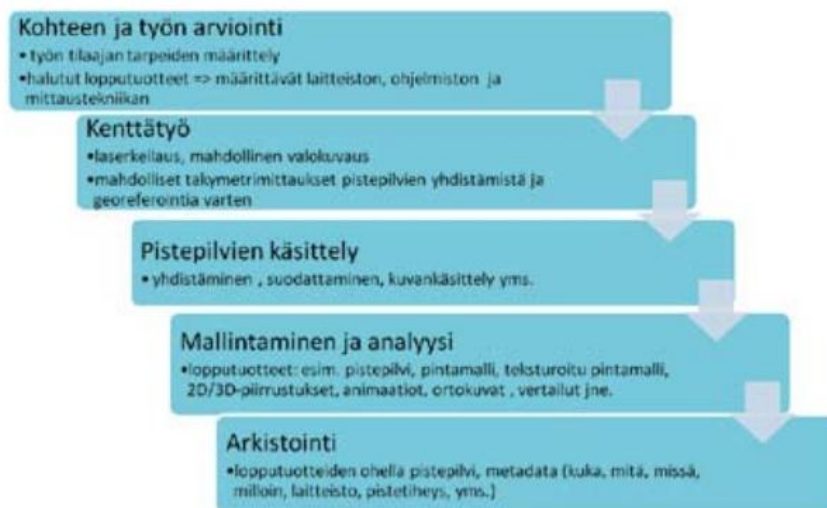 Kohteen ja työn arviointi
• työn tilaajan tarpeiden määrittely
•halutut lopputuotteet => määrittävät laitteiston, ohjelmiston ja
mittaustekniikan
Kenttätyö
•laserkeilaus, mahdollinen valokuvaus
•mahdolliset takymetrimittaukset pistepilvien yhdistämistä ja
georeferointia varten
Pistepilvien käsittely
• yhdistäminen , suodattaminen, kuvankäsittely yms.
Mallintaminen ja analyysi
•lopputuotteet: esim. pistepilvi, pintamalli, teksturoitu pintamalli,
2D/3D-piirrustukset, animaatiot, ortokuvat , vertailut jne.
Arkistointi
•lopputuotteiden ohella pistepilvi, metadata (kuka, mitä, missä,
milloin, laitteisto, pistetiheys, yms.)